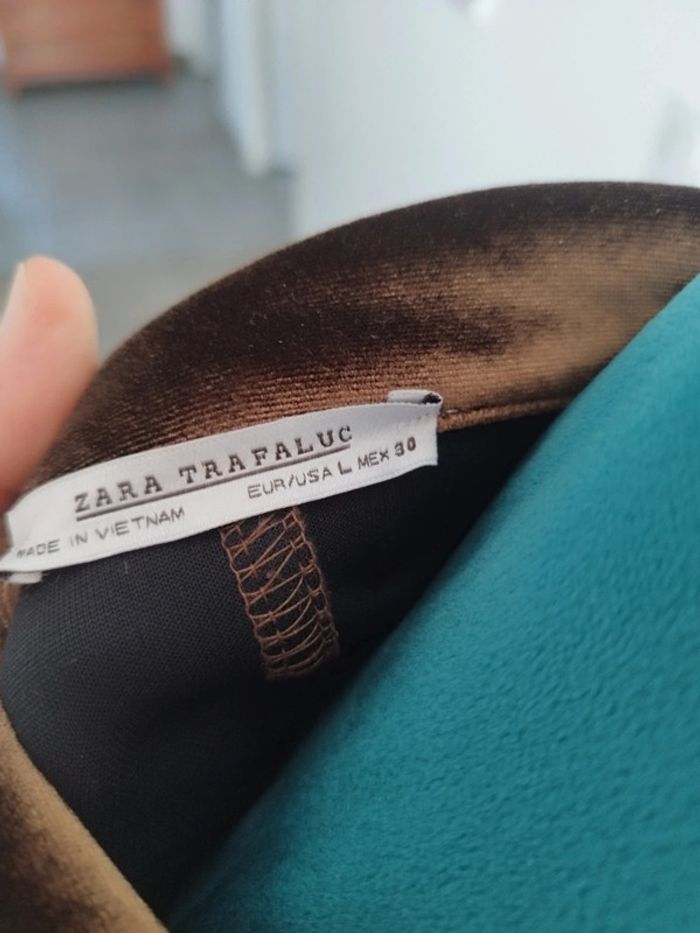 ZARA TRAFALUC
EUR/USA L MEX 30
MADE IN VIETNAM